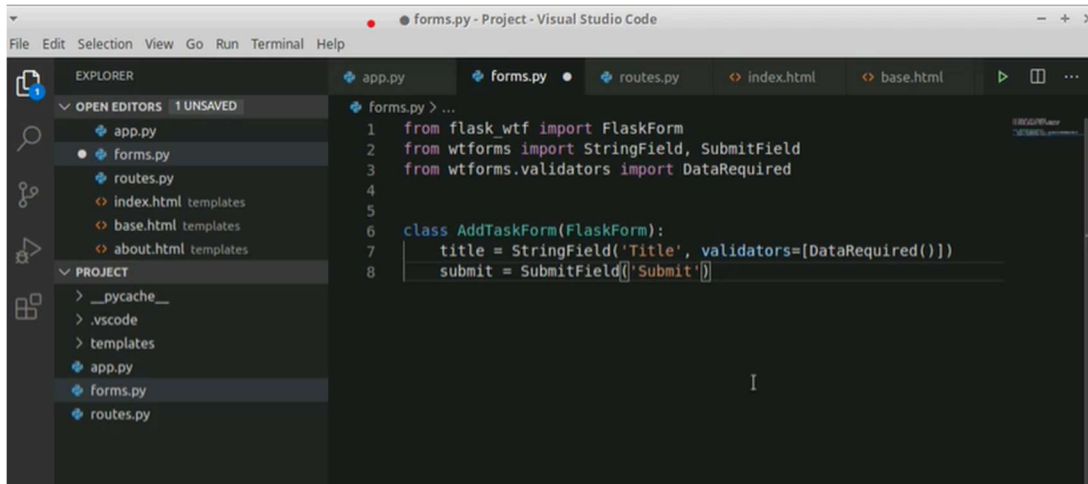 forms.py - Project - Visual Studio Code
File Edit Selection View Go Run Terminal Help
EXPLORER
OPEN EDITORS 1 UNSAVED
app.py
forms.py
routes.py
index.html templates
base.html templates
about.html templates
PROJECT
__pycache__
.vscode
templates
app.py
forms.py
routes.py
1
app.py forms.py routes.py index.html base.html
forms.py > ...
1 from flask_wtf import FlaskForm
2 from wtforms import StringField, SubmitField
3 from wtforms.validators import DataRequired
4
5
6 class AddTaskForm(FlaskForm):
7 title = StringField('Title', validators=[DataRequired()])
8 submit = SubmitField('Submit')